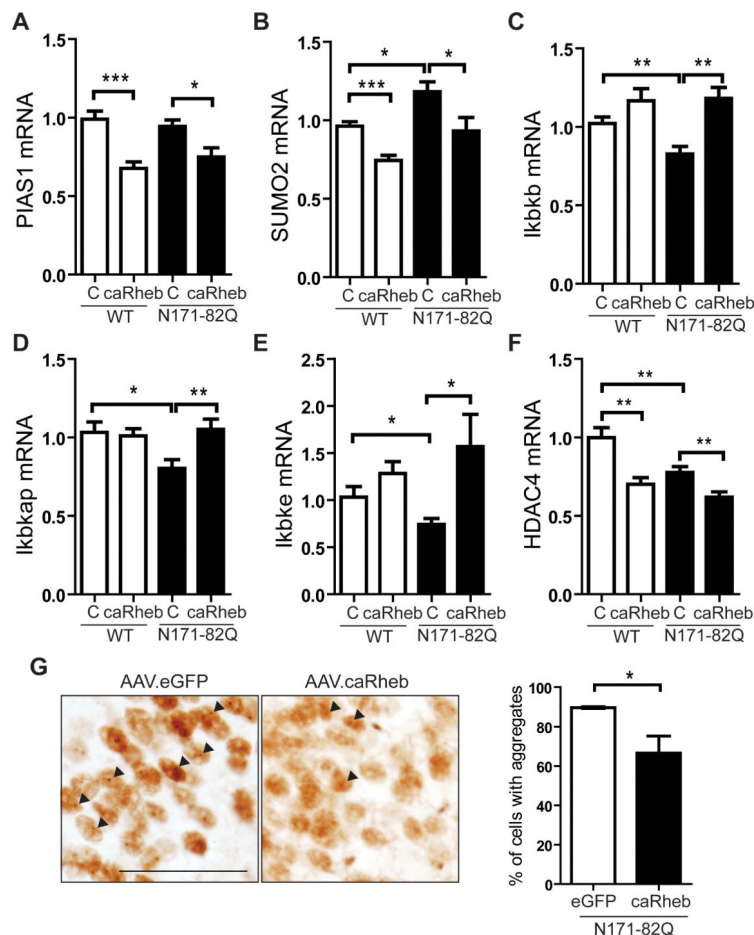 A
PIAS1 mRNA
1.5
1.0
0.5
0.0
***
*
C caRheb C caRheb
WT N171-82Q
B
SUMO2 mRNA
1.5
1.0
0.5
0.0
* *
***
C caRheb C caRheb
WT N171-82Q
C
Ikbkb mRNA
1.5
1.0
0.5
0.0
** **
C caRheb C caRheb
WT N171-82Q
D
Ikbkap mRNA
1.5
1.0
0.5
0.0
* **
C caRheb C caRheb
WT N171-82Q
E
Ikbke mRNA
2.5
2.0
1.5
1.0
0.5
0.0
*
*
C caRheb C caRheb
WT N171-82Q
F
HDAC4 mRNA
1.5
1.0
0.5
0.0
**
**
**
C caRheb C caRheb
WT N171-82Q
G
AAV.eGFP AAV.caRheb
% of cells with aggregates
100
80
60
40
20
0
*
eGFP caRheb
N171-82Q